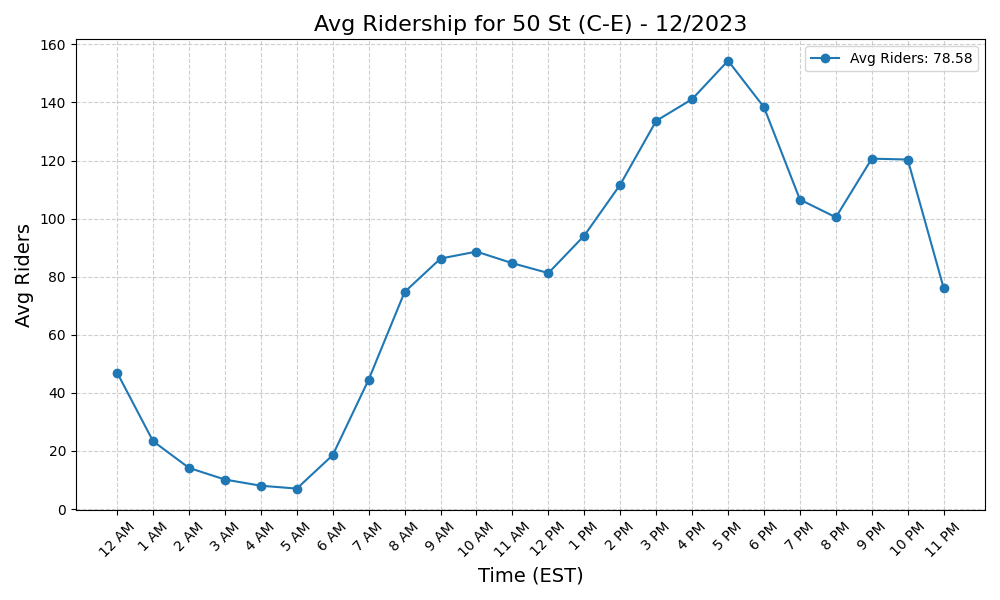 Avg Ridership for 50 St (C-E) - 12/2023
Avg Riders: 78.58
Avg Riders
160
140
120
100
80
60
40
20
0
12 AM
1 AM
2 AM
3 AM
4 AM
5 AM
6 AM
7 AM
8 AM
9 AM
10 AM
11 AM
12 PM
1 PM
2 PM
3 PM
4 PM
5 PM
6 PM
7 PM
8 PM
9 PM
10 PM
11 PM
Time (EST)